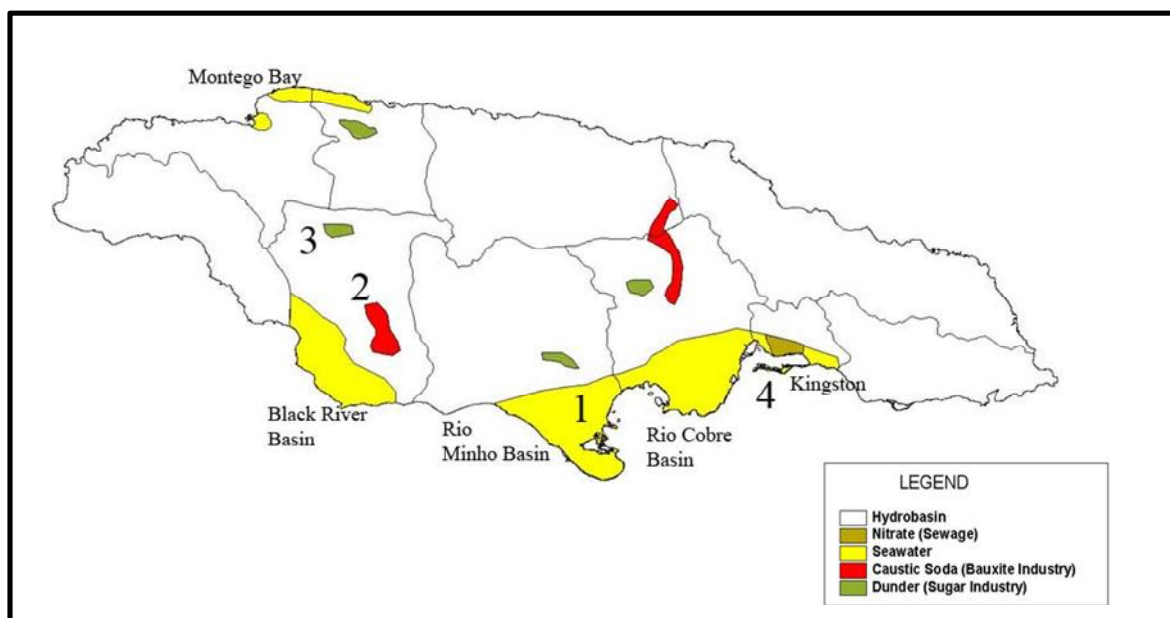 Montego Bay
3
2
1
4
Kingston
Black River
Basin
Rio
Minho Basin
Rio Cobre
Basin
LEGEND
Hydrobasin
Nitrate (Sewage)
Seawater
Caustic Soda (Bauxite Industry)
Dunder (Sugar Industry)